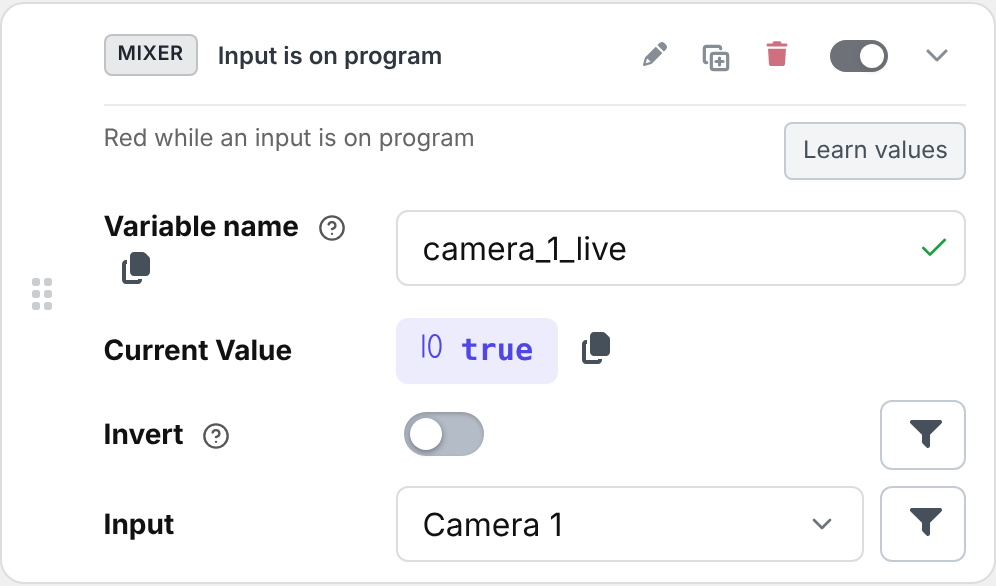 MIXER Input is on program
Red while an input is on program
Learn values
Variable name
camera_1_live
Current Value
true
Invert
Input
Camera 1